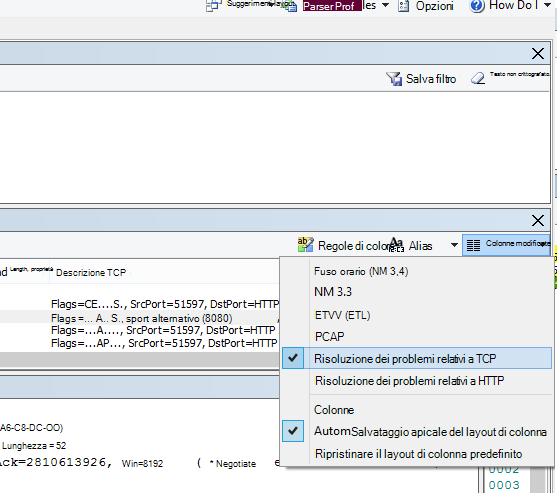 Suggerimenti layout Parser Prof les Opzioni How Do I
Salva filtro Testo non crittografato.
Regole di colore Alias Colonne modificate
nd Length, proprietà Descrizione TCP
Flags=CE....S., SrcPort=51597, DstPort=HTTP
Flags =... A.. S., sport alternativo (8080)
Flags=...A...., SrcPort=51597, DstPort=HTTP
Flags=...AP..., SrcPort=51597, DstPort=HTTP
Fuso orario (NM 3,4)
NM 3.3
ETVV (ETL)
PCAP
Risoluzione dei problemi relativi a TCP
Risoluzione dei problemi relativi a HTTP
Colonne
AutomSalvataggio apicale del layout di colonna
Ripristinare il layout di colonna predefinito
A6-C8-DC-OO)
Lunghezza = 52
Ack=2810613926, Win=8192 ( * Negotiate
0002
0003